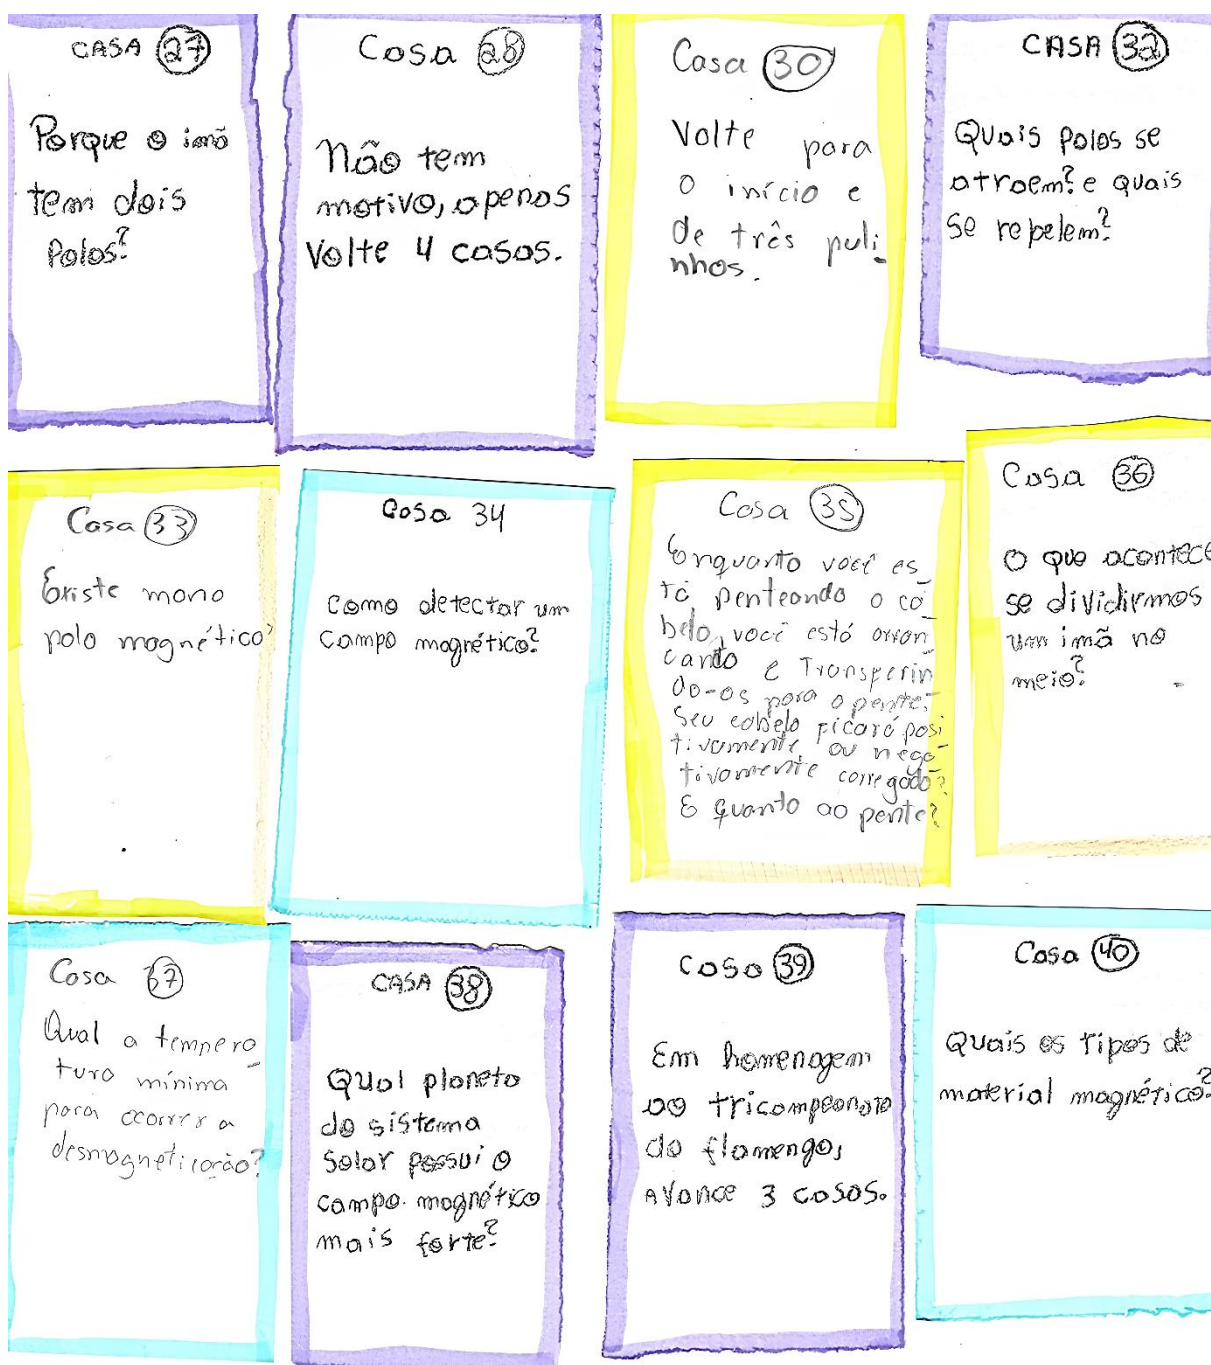 CASA 27
Porque o imã
tem dois
Polos?
Casa 28
Não tem
motivo, apenas
Volte 4 casas.
Casa 30
Volte para
o início e
de três puli-
nhos.
CASA 32
Quais Polos se
atraem? e quais
se repelem?
Casa 33
Existe mono
polo magnético?
Casa 34
Como detectar um
campo magnético?
Casa 35
Enquanto você es-
tá penteando o ca-
belo, você está arran
cando e Transferin
do-os para o pente.
Seu cabelo ficará posi
tivamente ou nega-
tivamente carregado?
E quanto ao pente?
Casa 36
O que acontece
se dividirmos
um imã no
meio?
Casa 37
Qual a tempera-
tura mínima
para ocorrer a
desmagnetização?
CASA 38
Qual planeta
do sistema
Solar possui o
campo magnético
mais forte?
Casa 39
Em homenagem
ao tricampeonato
do flamengo,
AVance 3 casas.
Casa 40
Quais os tipos de
material magnético?